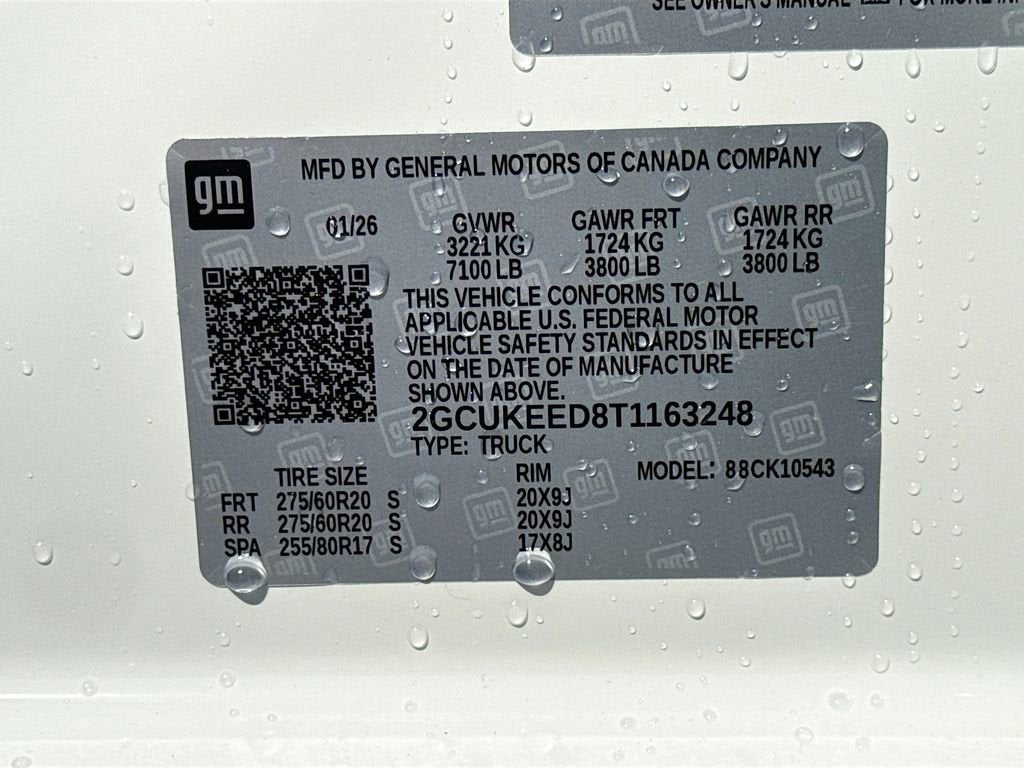 SEE OWNER'S MANUAL FOR MORE INF
gm
MFD BY GENERAL MOTORS OF CANADA COMPANY
01/26 GVWR GAWR FRT GAWR RR
3221 KG 1724 KG 1724 KG
7100 LB 3800 LB 3800 LB
THIS VEHICLE CONFORMS TO ALL
APPLICABLE U.S. FEDERAL MOTOR
VEHICLE SAFETY STANDARDS IN EFFECT
ON THE DATE OF MANUFACTURE
SHOWN ABOVE.
2GCUKEED8T1163248
TYPE: TRUCK
TIRE SIZE RIM MODEL: 88CK10543
FRT 275/60R20 S 20X9J
RR 275/60R20 S 20X9J
SPA 255/80R17 S 17X8J